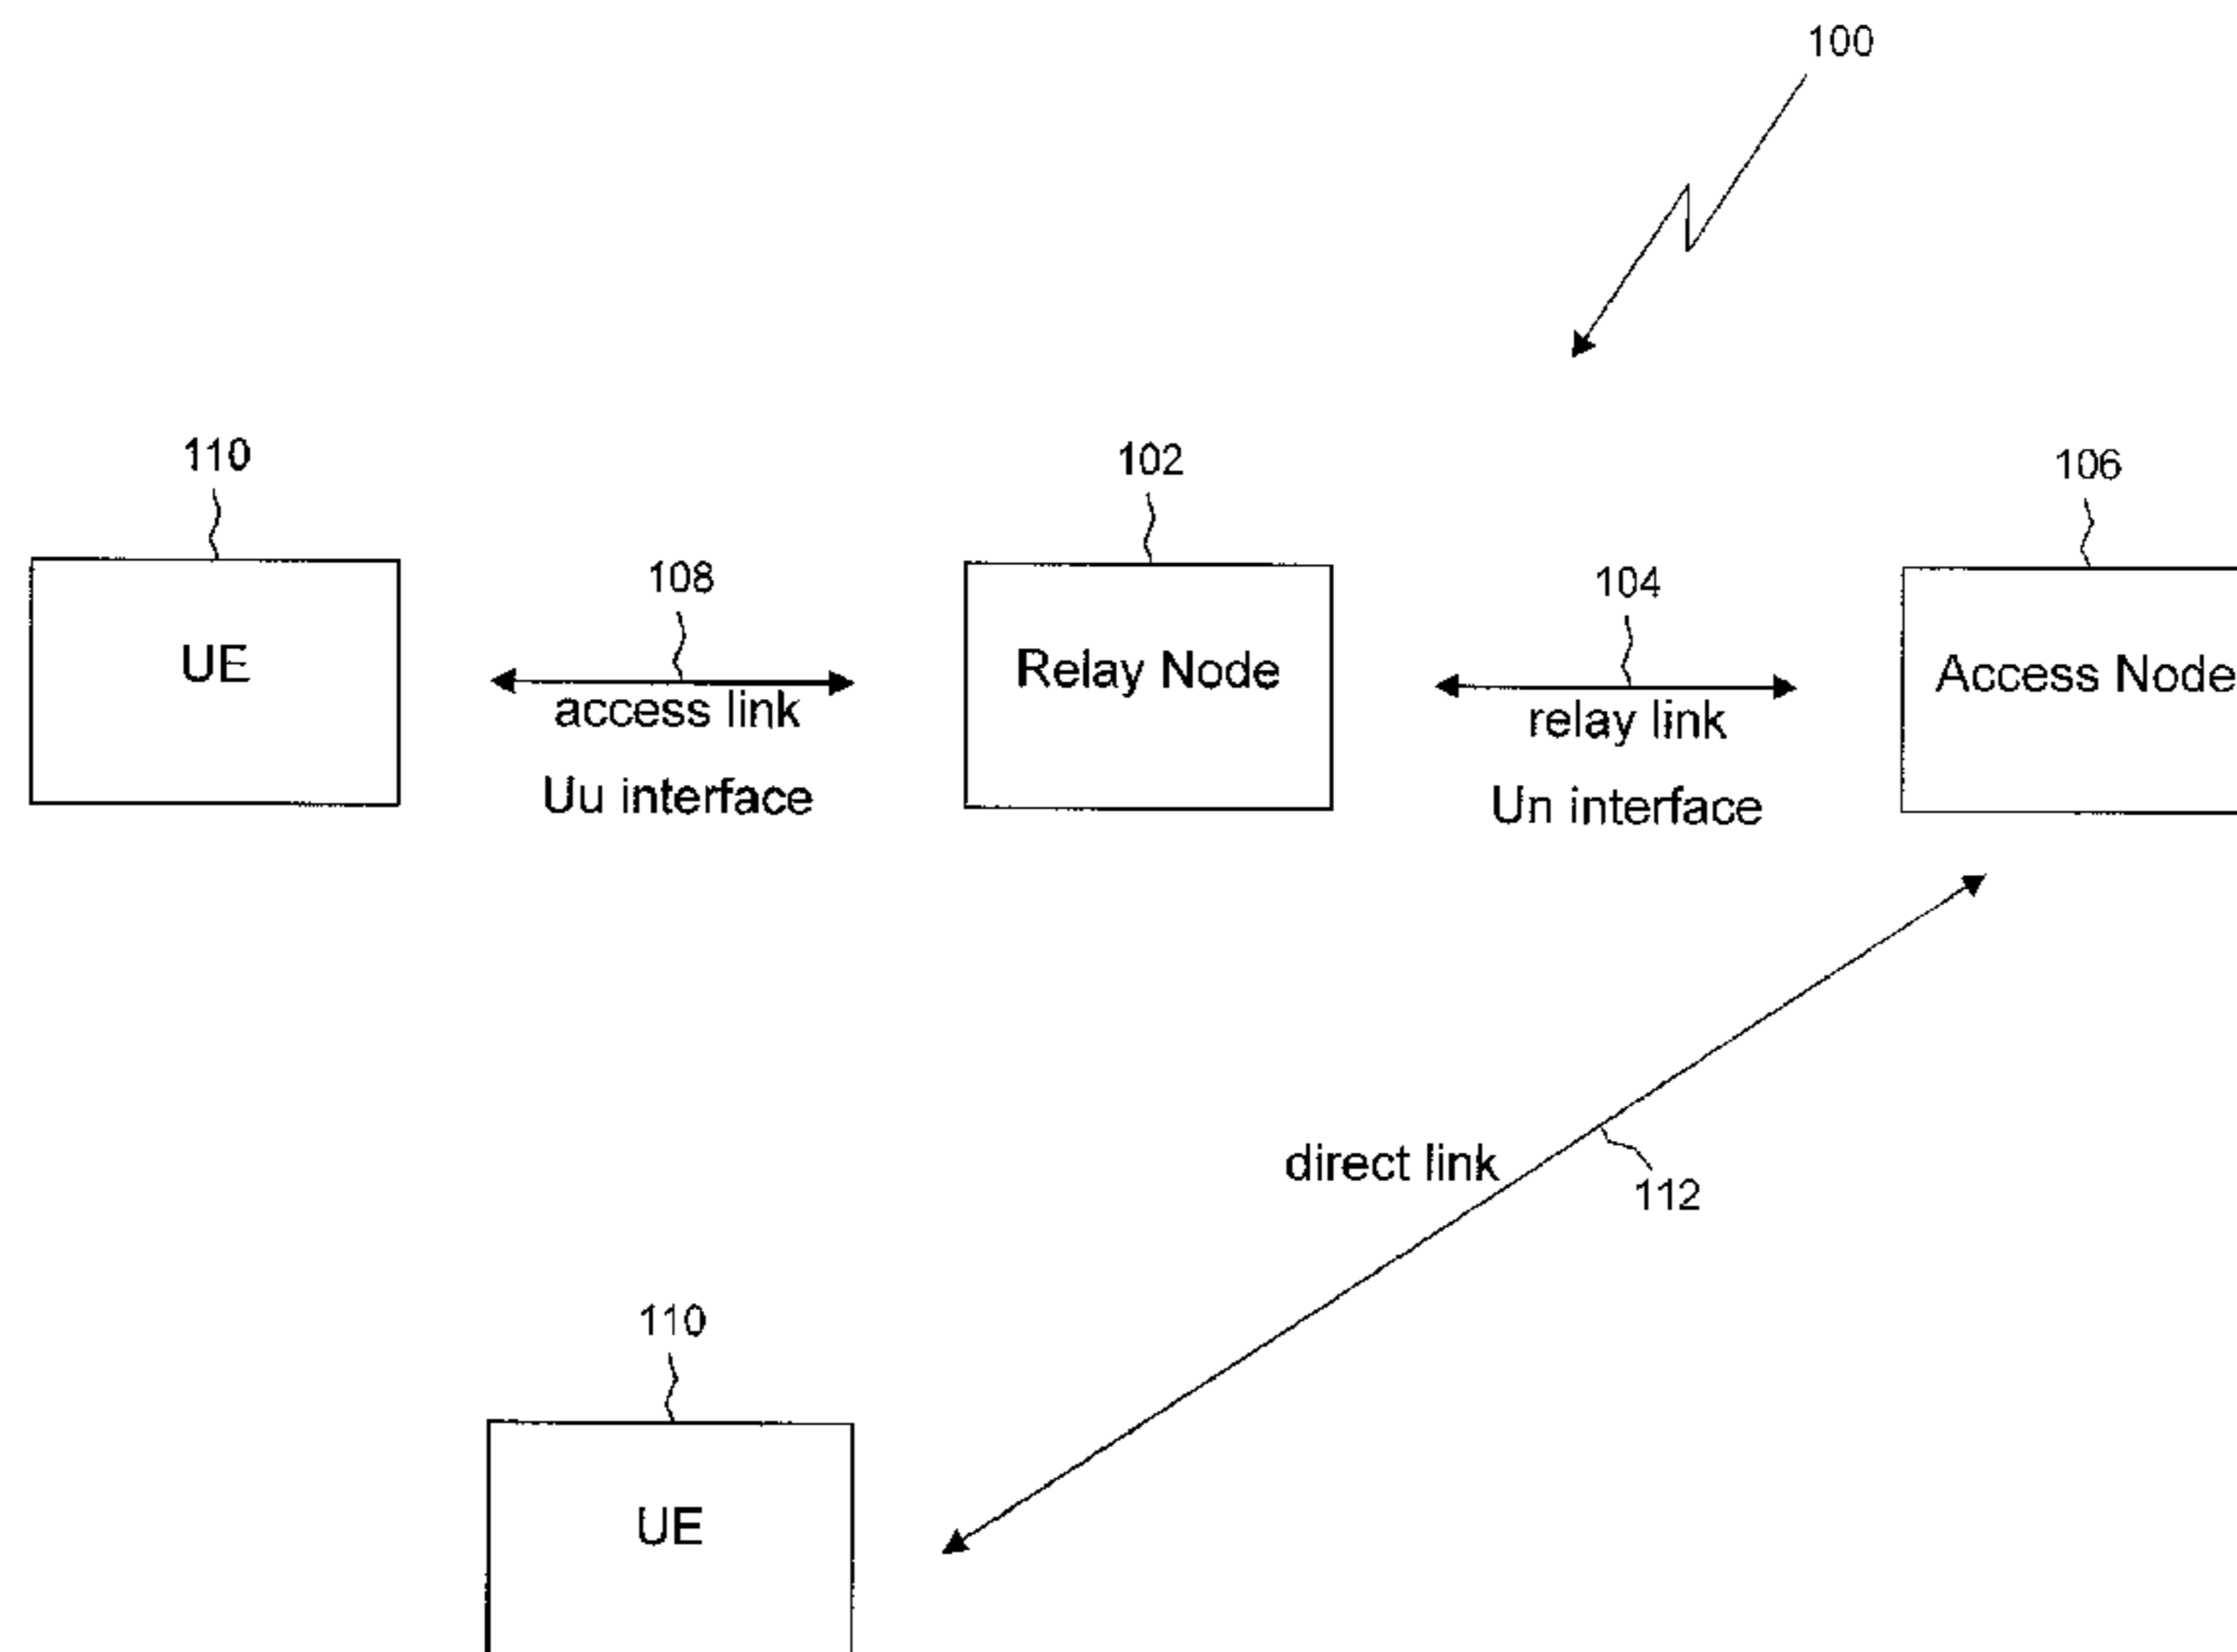 100
110
102
106
108
104
UE
Relay Node
Access Node
access link
relay link
Uu interface
Un interface
direct link
112
110
UE